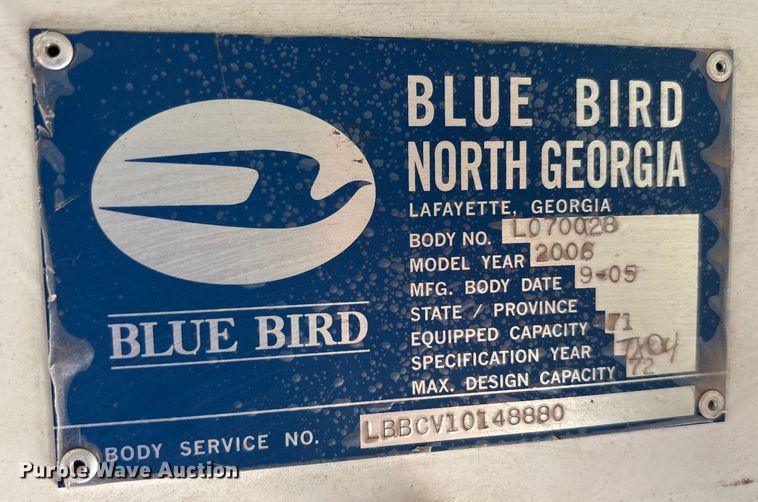 BLUE BIRD
NORTH GEORGIA
LAFAYETTE, GEORGIA
BODY NO. L070028
MODEL YEAR 2006
MFG. BODY DATE 9-05
STATE / PROVINCE
EQUIPPED CAPACITY 71
SPECIFICATION YEAR TX04
MAX. DESIGN CAPACITY 72
BLUE BIRD
BODY SERVICE NO. LBBCV10148880
Purple Wave Auction